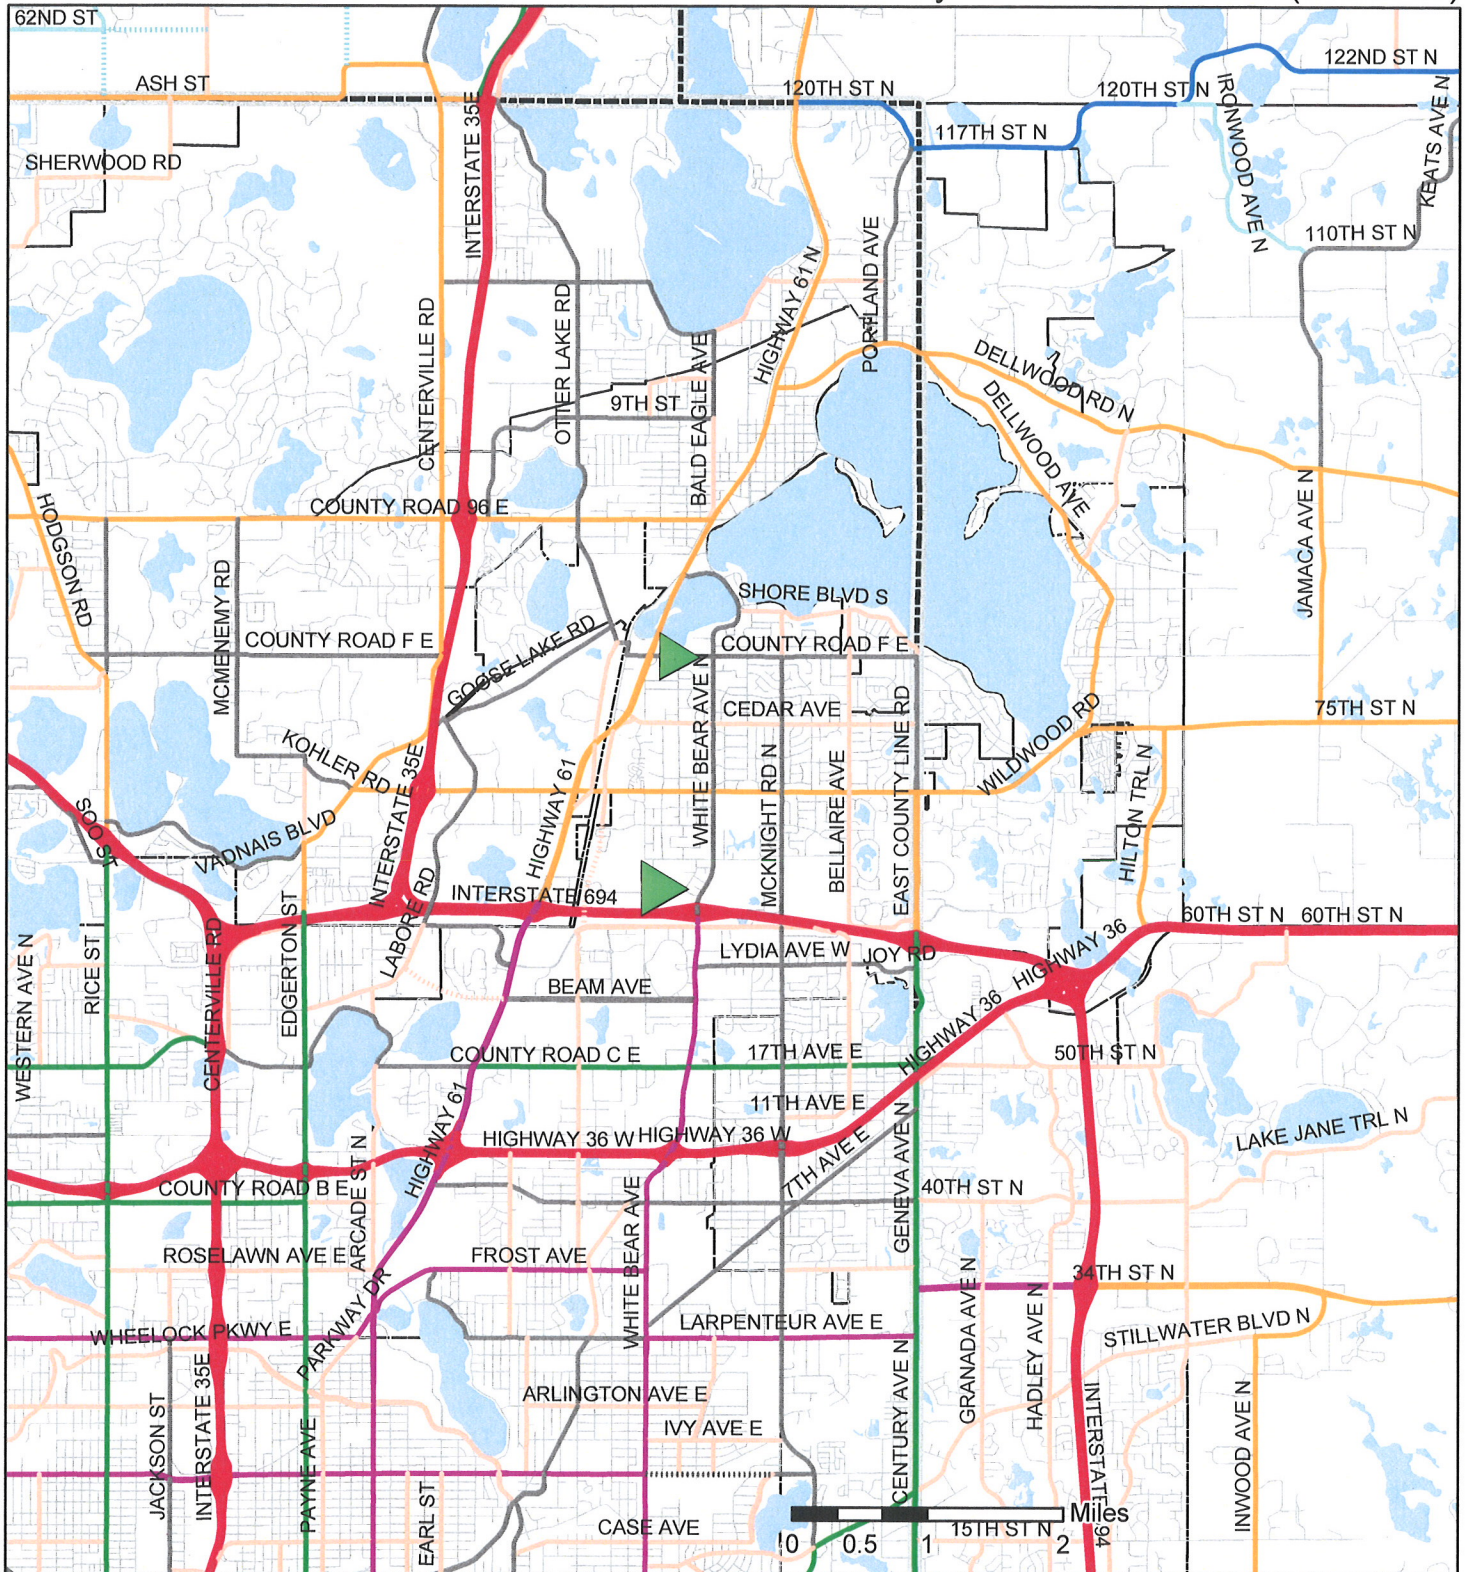 62ND ST
ASH ST
120TH ST N
120TH ST N
122ND ST N
117TH ST N
SHERWOOD RD
INTERSTATE 35E
IRONWOOD AVE N
KEATS AVE N
110TH ST N
PORTLAND AVE
HIGHWAY 61 N
CENTERVILLE RD
OTTER LAKE RD
BALD EAGLE AVE
DELLWOOD RD N
DELLWOOD AVE
9TH ST
COUNTY ROAD 96 E
HODGSON RD
JAMACA AVE N
MCMENEMY RD
SHORE BLVD S
COUNTY ROAD F E
GOOSE LAKE RD
COUNTY ROAD F E
WHITE BEAR AVE N
CEDAR AVE
EAST COUNTY LINE RD
WILDWOOD RD
75TH ST N
KOHLER RD
INTERSTATE 35E
HIGHWAY 61
MCKNIGHT RD N
BELLAIRE AVE
HILTON TRL N
SOO ST
VADNAIS BLVD
LABORE RD
INTERSTATE 694
60TH ST N
60TH ST N
WESTERN AVE N
RICE ST
CENTERVILLE RD
EDGERTON ST
LYDIA AVE W
JOY RD
HIGHWAY 36
BEAM AVE
HIGHWAY 36
COUNTY ROAD C E
17TH AVE E
50TH ST N
11TH AVE E
HIGHWAY 61
HIGHWAY 36 W
HIGHWAY 36 W
LAKE JANE TRL N
7TH AVE E
GENEVA AVE N
COUNTY ROAD B E
40TH ST N
ARCADE ST N
WHITE BEAR AVE
ROSELAWN AVE E
FROST AVE
34TH ST N
PARKWAY DR
GRANADA AVE N
HADLEY AVE N
WHEELOCK PKWY E
LARPENTEUR AVE E
STILLWATER BLVD N
INTERSTATE 35E
JACKSON ST
PAYNE AVE
ARLINGTON AVE E
IVY AVE E
CENTURY AVE N
INWOOD AVE N
EARL ST
CASE AVE
Miles
0 0.5 1 2
15TH ST N